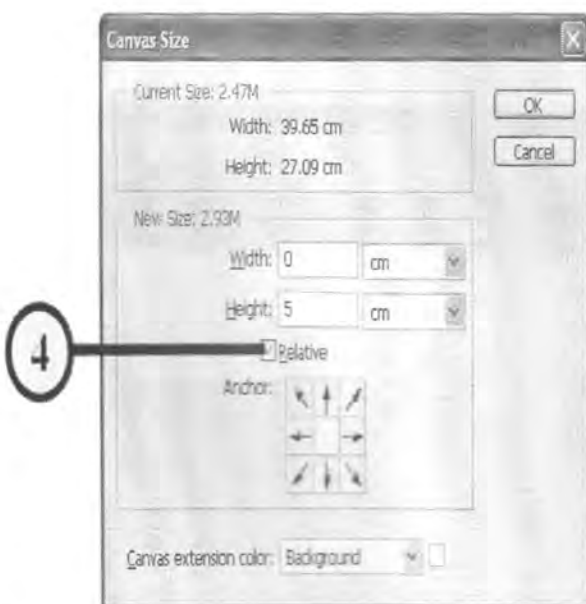 Canvas Size
Current Size: 2.47M
OK
Width: 39.65 cm
Cancel
Height: 27.09 cm
New Size: 2.93M
Width: 0 cm
Height: 5 cm
4
Relative
Anchor:
Canvas extension color: Background